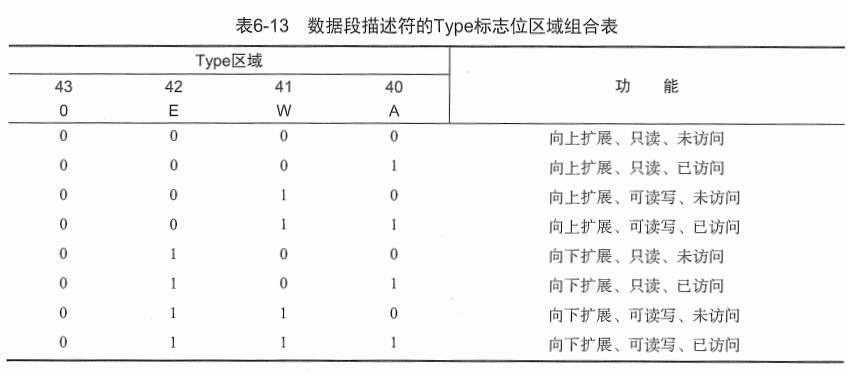 表6-13 数据段描述符的Type标志位区域组合表
Type区域 功 能
43 42 41 40
0 E W A
0 0 0 0 向上扩展、只读、未访问
0 0 0 1 向上扩展、只读、已访问
0 0 1 0 向上扩展、可读写、未访问
0 0 1 1 向上扩展、可读写、已访问
0 1 0 0 向下扩展、只读、未访问
0 1 0 1 向下扩展、只读、已访问
0 1 1 0 向下扩展、可读写、未访问
0 1 1 1 向下扩展、可读写、已访问